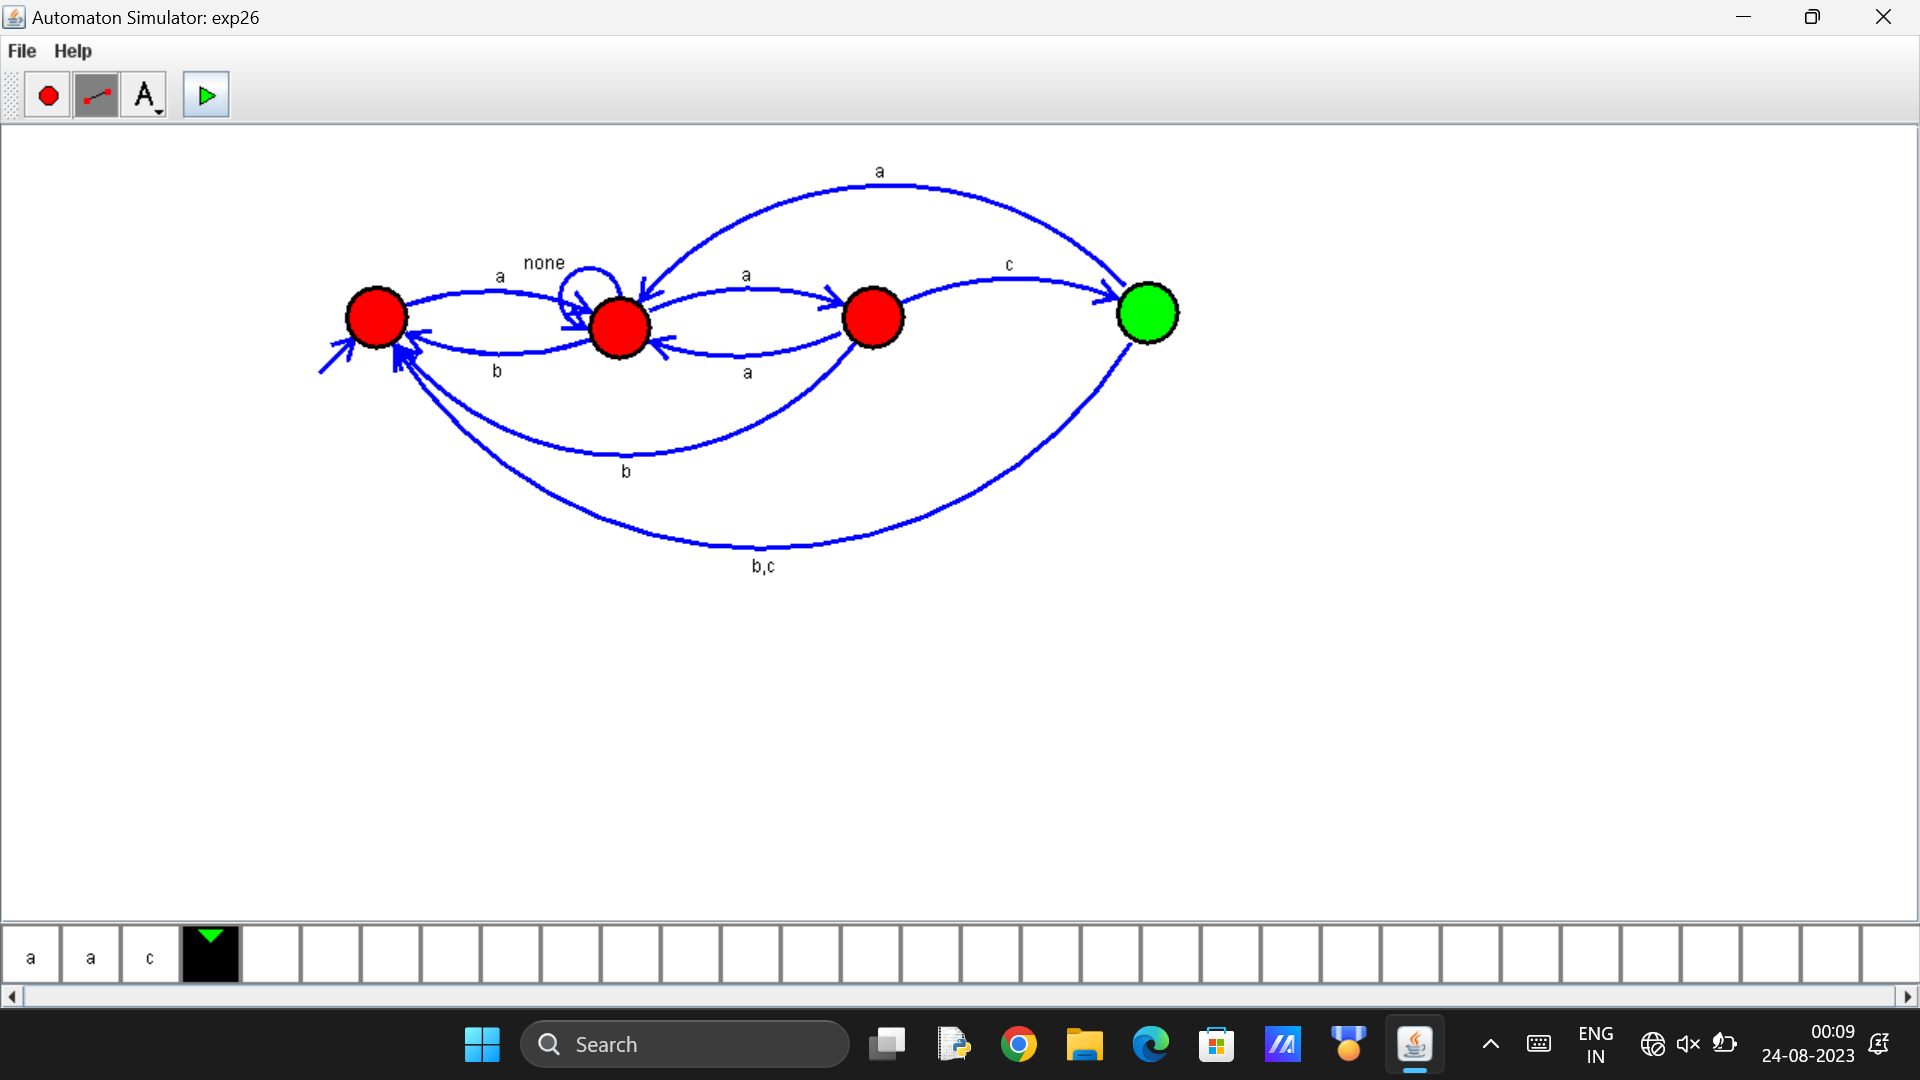 Automaton Simulator: exp26
File Help
A
a
none
a
a
c
b
a
b
b,c
a a c
Search
ENG
IN
00:09
24-08-2023